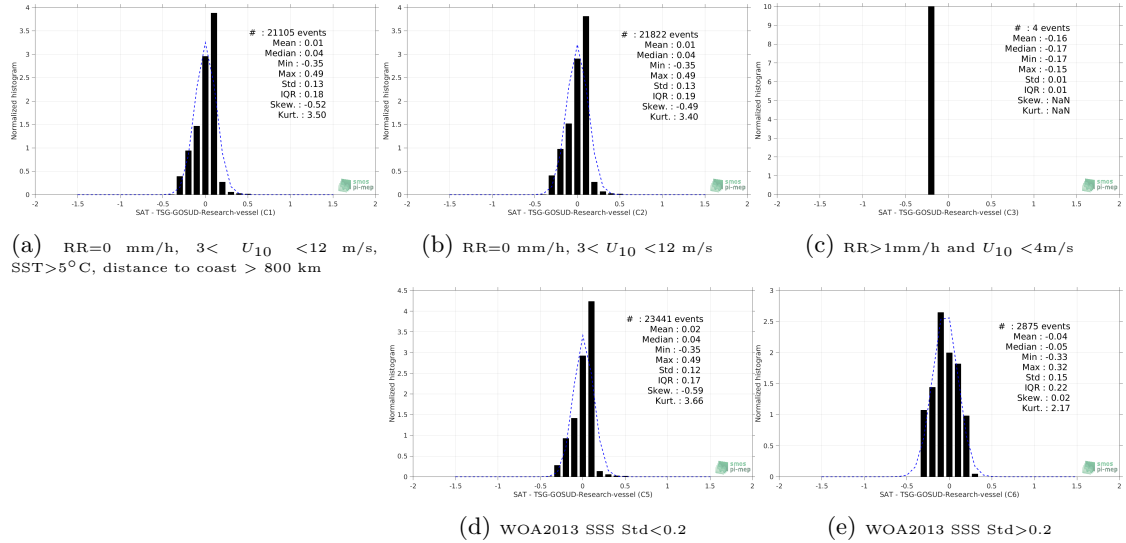 4
3.5
3
2.5
2
1.5
1
0.5
0
-2 -1.5 -1 -0.5 0 0.5 1 1.5 2
Normalized histogram
SAT - TSG-GOSUD-Research-vessel (C1)
# : 21105 events
Mean : 0.01
Median : 0.04
Min : -0.35
Max : 0.49
Std : 0.13
IQR : 0.18
Skew. : -0.52
Kurt. : 3.50
smos
pi-mep
(a) RR=0 mm/h, 3< U10 <12 m/s,
SST>5°C, distance to coast > 800 km
4
3.5
3
2.5
2
1.5
1
0.5
0
-2 -1.5 -1 -0.5 0 0.5 1 1.5 2
Normalized histogram
SAT - TSG-GOSUD-Research-vessel (C2)
# : 21822 events
Mean : 0.01
Median : 0.04
Min : -0.35
Max : 0.49
Std : 0.13
IQR : 0.19
Skew. : -0.49
Kurt. : 3.40
smos
pi-mep
(b) RR=0 mm/h, 3< U10 <12 m/s
10
9
8
7
6
5
4
3
2
1
0
-2 -1.5 -1 -0.5 0 0.5 1 1.5 2
Normalized histogram
SAT - TSG-GOSUD-Research-vessel (C3)
# : 4 events
Mean : -0.16
Median : -0.17
Min : -0.17
Max : -0.15
Std : 0.01
IQR : 0.01
Skew. : NaN
Kurt. : NaN
smos
pi-mep
(c) RR>1mm/h and U10 <4m/s
4.5
4
3.5
3
2.5
2
1.5
1
0.5
0
-2 -1.5 -1 -0.5 0 0.5 1 1.5 2
Normalized histogram
SAT - TSG-GOSUD-Research-vessel (C5)
# : 23441 events
Mean : 0.02
Median : 0.04
Min : -0.35
Max : 0.49
Std : 0.12
IQR : 0.17
Skew. : -0.59
Kurt. : 3.66
smos
pi-mep
(d) WOA2013 SSS Std<0.2
3
2.5
2
1.5
1
0.5
0
-2 -1.5 -1 -0.5 0 0.5 1 1.5 2
Normalized histogram
SAT - TSG-GOSUD-Research-vessel (C6)
# : 2875 events
Mean : -0.04
Median : -0.05
Min : -0.33
Max : 0.32
Std : 0.15
IQR : 0.22
Skew. : 0.02
Kurt. : 2.17
smos
pi-mep
(e) WOA2013 SSS Std>0.2